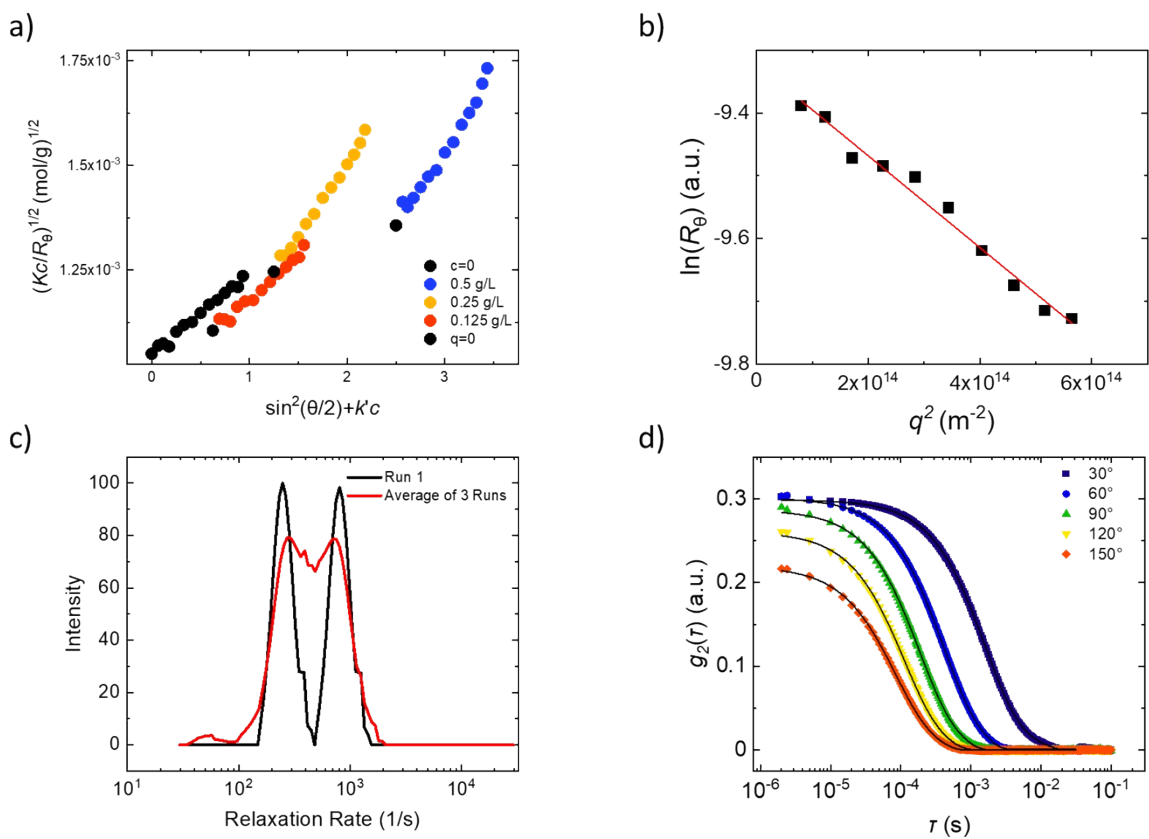 a)
1.75x10⁻³
1.5x10⁻³
1.25x10⁻³
(Kc/Rθ)¹ᐟ² (mol/g)¹ᐟ²
c=0
0.5 g/L
0.25 g/L
0.125 g/L
q=0
0 1 2 3
sin²(θ/2)+k'c
b)
-9.4
-9.6
-9.8
ln(Rθ) (a.u.)
0 2x10¹⁴ 4x10¹⁴ 6x10¹⁴
q² (m⁻²)
c)
100
80
60
40
20
0
Intensity
Run 1
Average of 3 Runs
10¹ 10² 10³ 10⁴
Relaxation Rate (1/s)
d)
0.3
0.2
0.1
0
g₂(τ) (a.u.)
30°
60°
90°
120°
150°
10⁻⁶ 10⁻⁵ 10⁻⁴ 10⁻³ 10⁻² 10⁻¹
τ (s)